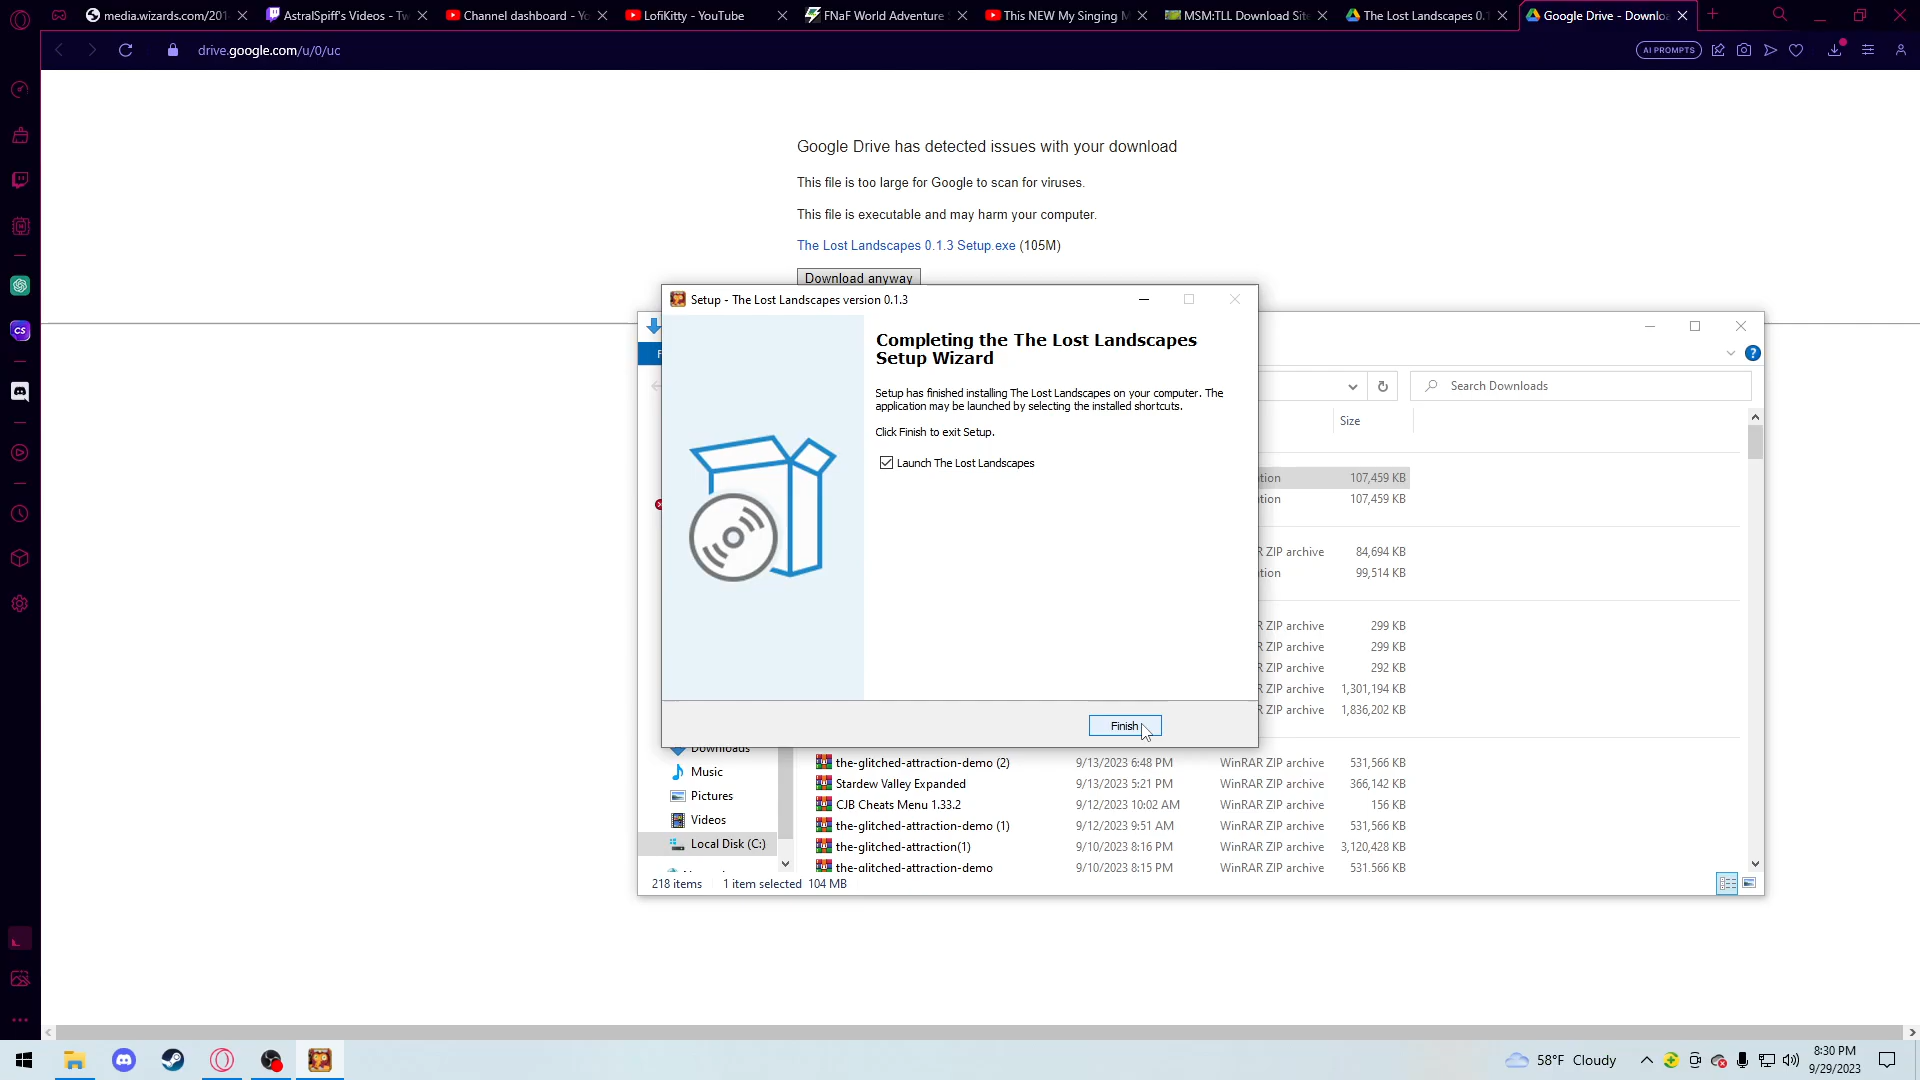 media.wizards.com/201
AstralSpiff's Videos - Tw
Channel dashboard - Yo
LofiKitty - YouTube
FNaF World Adventure
This NEW My Singing M
MSM:TLL Download Site
The Lost Landscapes 0.1
Google Drive - Downloa
drive.google.com/u/0/uc
AI PROMPTS
Google Drive has detected issues with your download
This file is too large for Google to scan for viruses.
This file is executable and may harm your computer.
The Lost Landscapes 0.1.3 Setup.exe (105M)
Download anyway
CS
Setup - The Lost Landscapes version 0.1.3
Completing the The Lost Landscapes
Setup Wizard
Setup has finished installing The Lost Landscapes on your computer. The
application may be launched by selecting the installed shortcuts.
Click Finish to exit Setup.
Launch The Lost Landscapes
Finish
Search Downloads
Size
107,459 KB
107,459 KB
ZIP archive 84,694 KB
99,514 KB
ZIP archive 299 KB
ZIP archive 299 KB
ZIP archive 292 KB
ZIP archive 1,301,194 KB
ZIP archive 1,836,202 KB
Downloads
Music
Pictures
Videos
Local Disk (C:)
the-glitched-attraction-demo (2) 9/13/2023 6:48 PM WinRAR ZIP archive 531,566 KB
Stardew Valley Expanded 9/13/2023 5:21 PM WinRAR ZIP archive 366,142 KB
CJB Cheats Menu 1.33.2 9/12/2023 10:02 AM WinRAR ZIP archive 156 KB
the-glitched-attraction-demo (1) 9/12/2023 9:51 AM WinRAR ZIP archive 531,566 KB
the-glitched-attraction(1) 9/10/2023 8:16 PM WinRAR ZIP archive 3,120,428 KB
the-glitched-attraction-demo 9/10/2023 8:15 PM WinRAR ZIP archive 531,566 KB
218 items 1 item selected 104 MB
58°F Cloudy
8:30 PM
9/29/2023